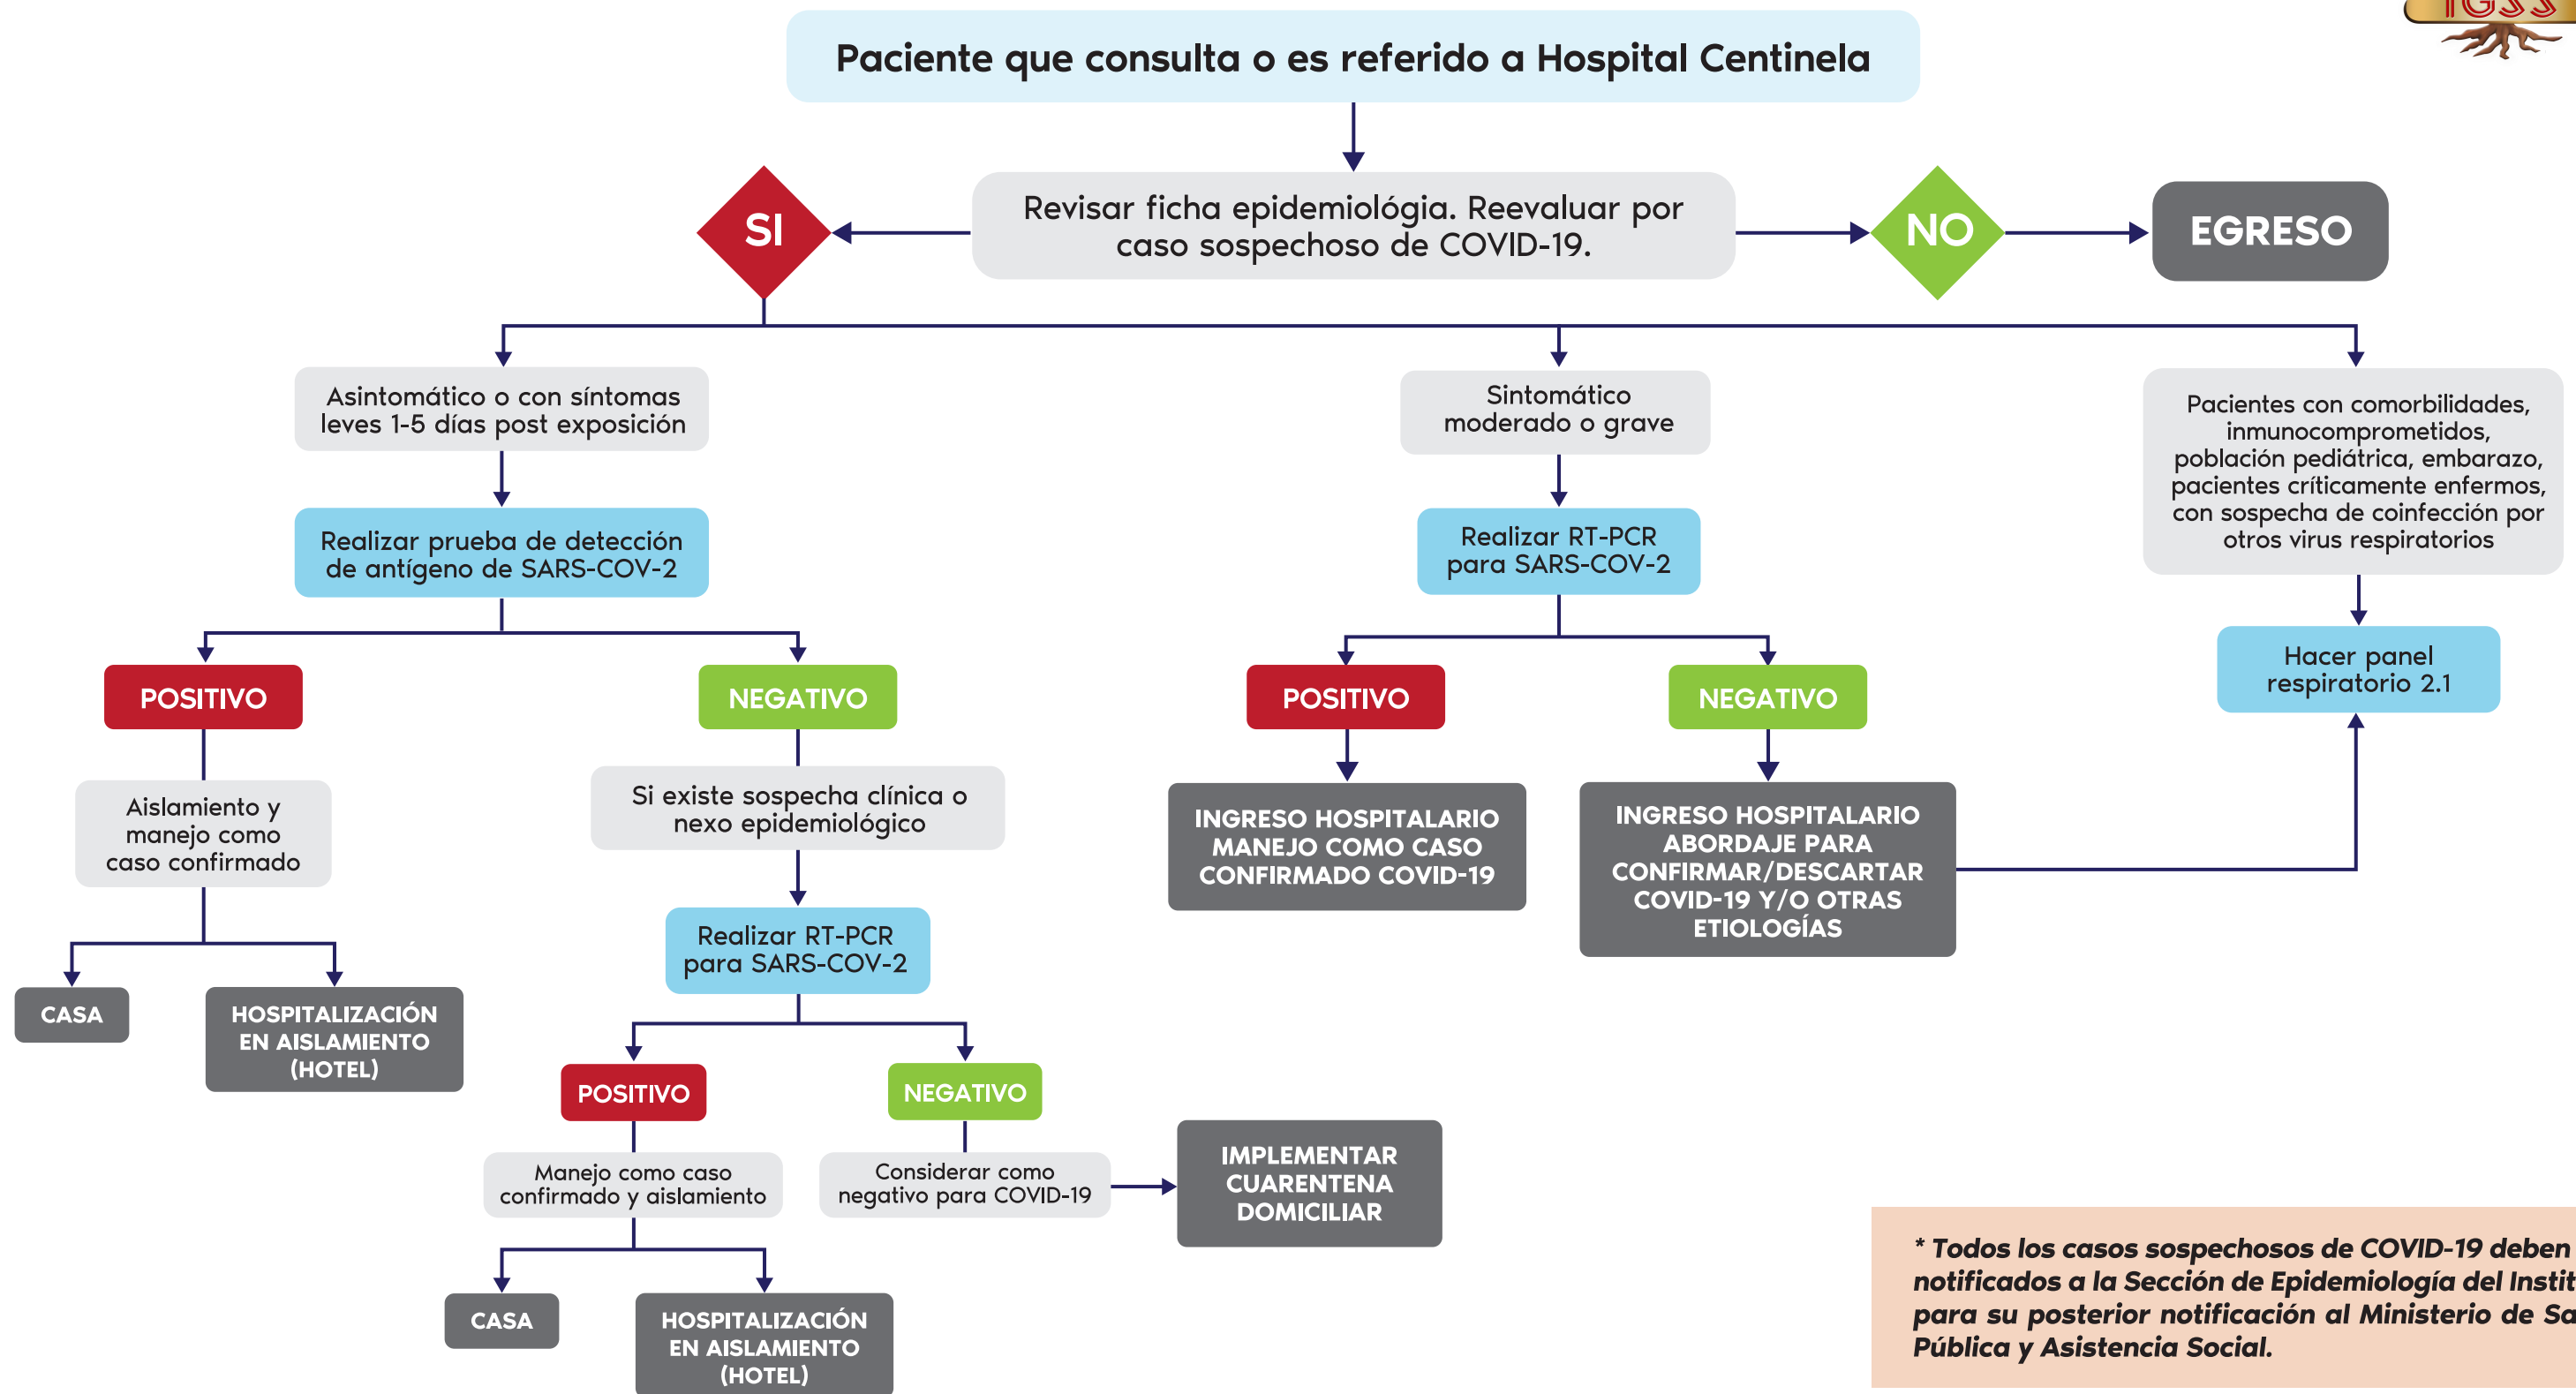 IGSS
Paciente que consulta o es referido a Hospital Centinela
SI
Revisar ficha epidemiológia. Reevaluar por
caso sospechoso de COVID-19.
NO
EGRESO
Asintomático o con síntomas
leves 1-5 días post exposición
Sintomático
moderado o grave
Pacientes con comorbilidades,
inmunocomprometidos,
población pediátrica, embarazo,
pacientes críticamente enfermos,
con sospecha de coinfección por
otros virus respiratorios
Realizar prueba de detección
de antígeno de SARS-COV-2
Realizar RT-PCR
para SARS-COV-2
Hacer panel
respiratorio 2.1
POSITIVO
NEGATIVO
POSITIVO
NEGATIVO
Aislamiento y
manejo como
caso confirmado
Si existe sospecha clínica o
nexo epidemiológico
INGRESO HOSPITALARIO
MANEJO COMO CASO
CONFIRMADO COVID-19
INGRESO HOSPITALARIO
ABORDAJE PARA
CONFIRMAR/DESCARTAR
COVID-19 Y/O OTRAS
ETIOLOGÍAS
Realizar RT-PCR
para SARS-COV-2
CASA
HOSPITALIZACIÓN
EN AISLAMIENTO
(HOTEL)
POSITIVO
NEGATIVO
Manejo como caso
confirmado y aislamiento
Considerar como
negativo para COVID-19
IMPLEMENTAR
CUARENTENA
DOMICILIAR
CASA
HOSPITALIZACIÓN
EN AISLAMIENTO
(HOTEL)
* Todos los casos sospechosos de COVID-19 deben
notificados a la Sección de Epidemiología del Instit
para su posterior notificación al Ministerio de Sa
Pública y Asistencia Social.